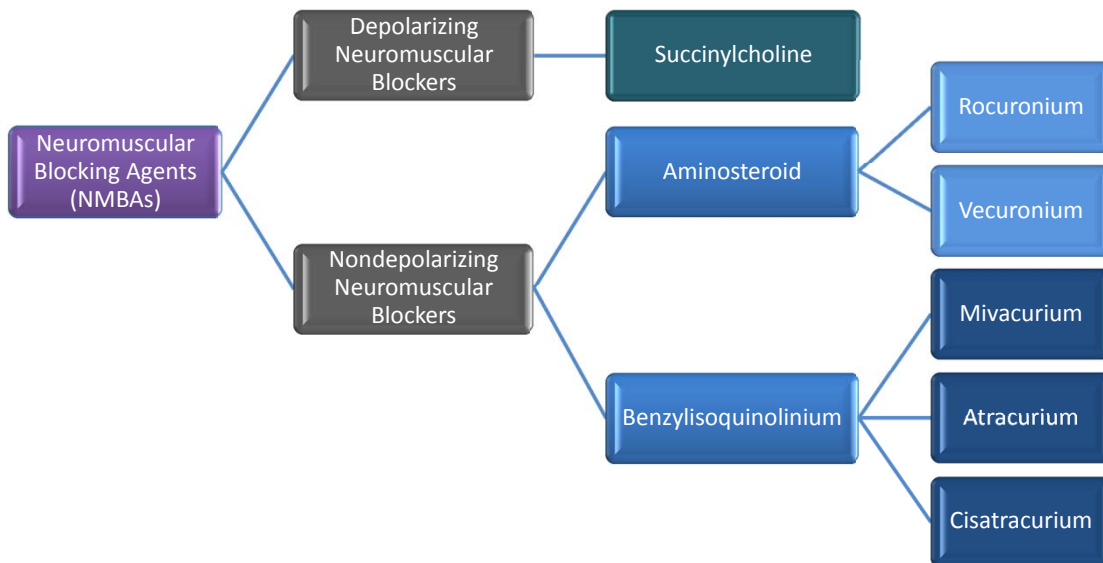 Neuromuscular
Blocking Agents
(NMBAs)
Depolarizing
Neuromuscular
Blockers
Succinylcholine
Nondepolarizing
Neuromuscular
Blockers
Aminosteroid
Rocuronium
Vecuronium
Benzylisoquinolinium
Mivacurium
Atracurium
Cisatracurium